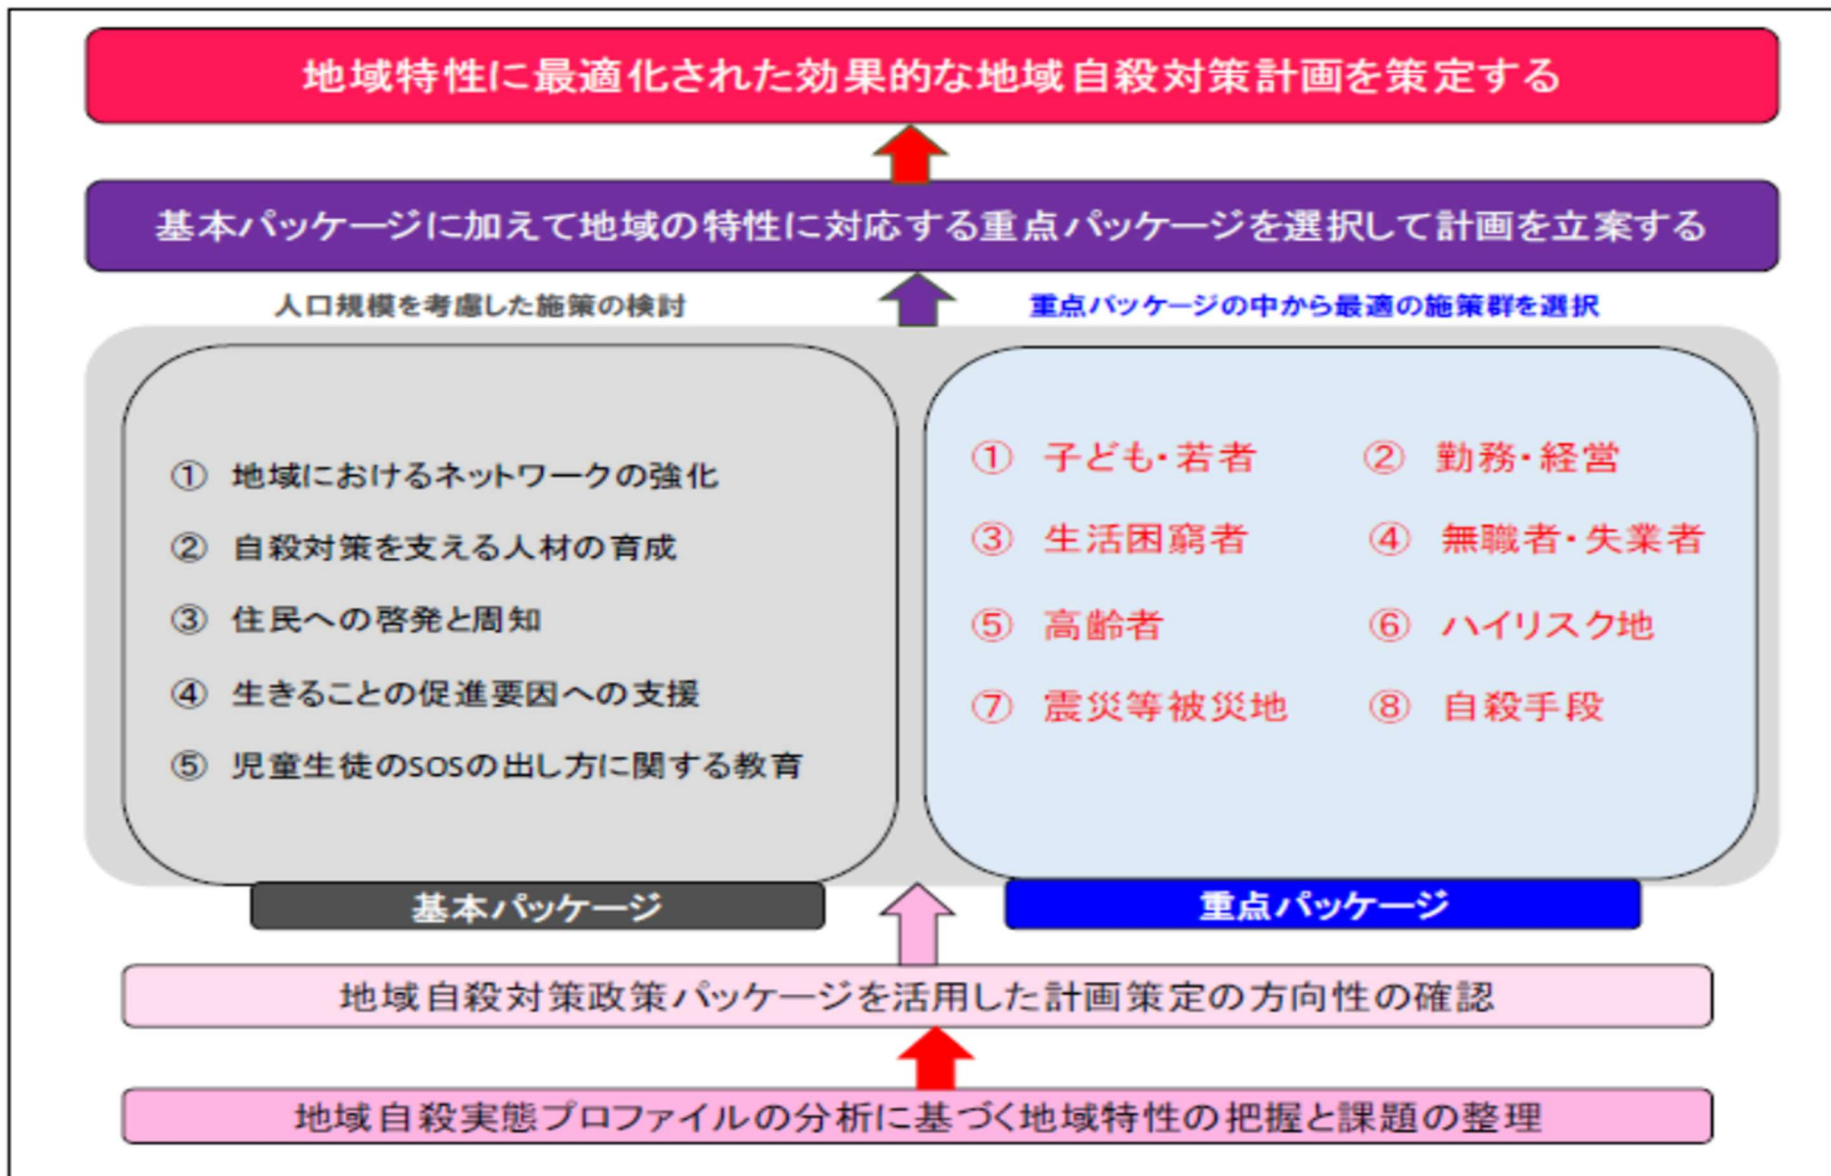 地域特性に最適化された効果的な地域自殺対策計画を策定する
基本パッケージに加えて地域の特性に対応する重点パッケージを選択して計画を立案する
人口規模を考慮した施策の検討
重点パッケージの中から最適の施策群を選択
① 地域におけるネットワークの強化
② 自殺対策を支える人材の育成
③ 住民への啓発と周知
④ 生きることの促進要因への支援
⑤ 児童生徒のSOSの出し方に関する教育
基本パッケージ
① 子ども・若者 ② 勤務・経営
③ 生活困窮者 ④ 無職者・失業者
⑤ 高齢者 ⑥ ハイリスク地
⑦ 震災等被災地 ⑧ 自殺手段
重点パッケージ
地域自殺対策政策パッケージを活用した計画策定の方向性の確認
地域自殺実態プロファイルの分析に基づく地域特性の把握と課題の整理